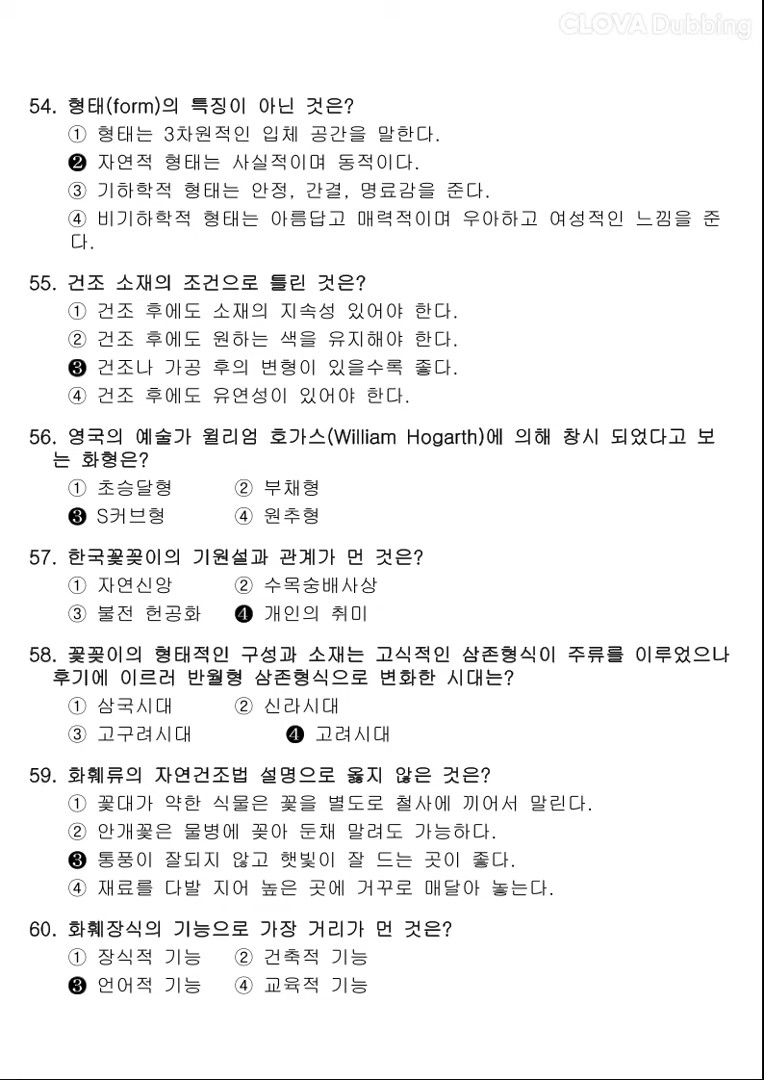 CLOVA Dubbing
54. 형태(form)의 특징이 아닌 것은?
① 형태는 3차원적인 입체 공간을 말한다.
❷ 자연적 형태는 사실적이며 동적이다.
③ 기하학적 형태는 안정, 간결, 명료감을 준다.
④ 비기하학적 형태는 아름답고 매력적이며 우아하고 여성적인 느낌을 준
다.
55. 건조 소재의 조건으로 틀린 것은?
① 건조 후에도 소재의 지속성 있어야 한다.
② 건조 후에도 원하는 색을 유지해야 한다.
❸ 건조나 가공 후의 변형이 있을수록 좋다.
④ 건조 후에도 유연성이 있어야 한다.
56. 영국의 예술가 윌리엄 호가스(William Hogarth)에 의해 창시 되었다고 보
는 화형은?
① 초승달형 ② 부채형
❸ S커브형 ④ 원추형
57. 한국꽃꽂이의 기원설과 관계가 먼 것은?
① 자연신앙 ② 수목숭배사상
③ 불전 헌공화 ❹ 개인의 취미
58. 꽃꽂이의 형태적인 구성과 소재는 고식적인 삼존형식이 주류를 이루었으나
후기에 이르러 반월형 삼존형식으로 변화한 시대는?
① 삼국시대 ② 신라시대
③ 고구려시대 ❹ 고려시대
59. 화훼류의 자연건조법 설명으로 옳지 않은 것은?
① 꽃대가 약한 식물은 꽃을 별도로 철사에 끼어서 말린다.
② 안개꽃은 물병에 꽂아 둔채 말려도 가능하다.
❸ 통풍이 잘되지 않고 햇빛이 잘 드는 곳이 좋다.
④ 재료를 다발 지어 높은 곳에 거꾸로 매달아 놓는다.
60. 화훼장식의 기능으로 가장 거리가 먼 것은?
① 장식적 기능 ② 건축적 기능
❸ 언어적 기능 ④ 교육적 기능